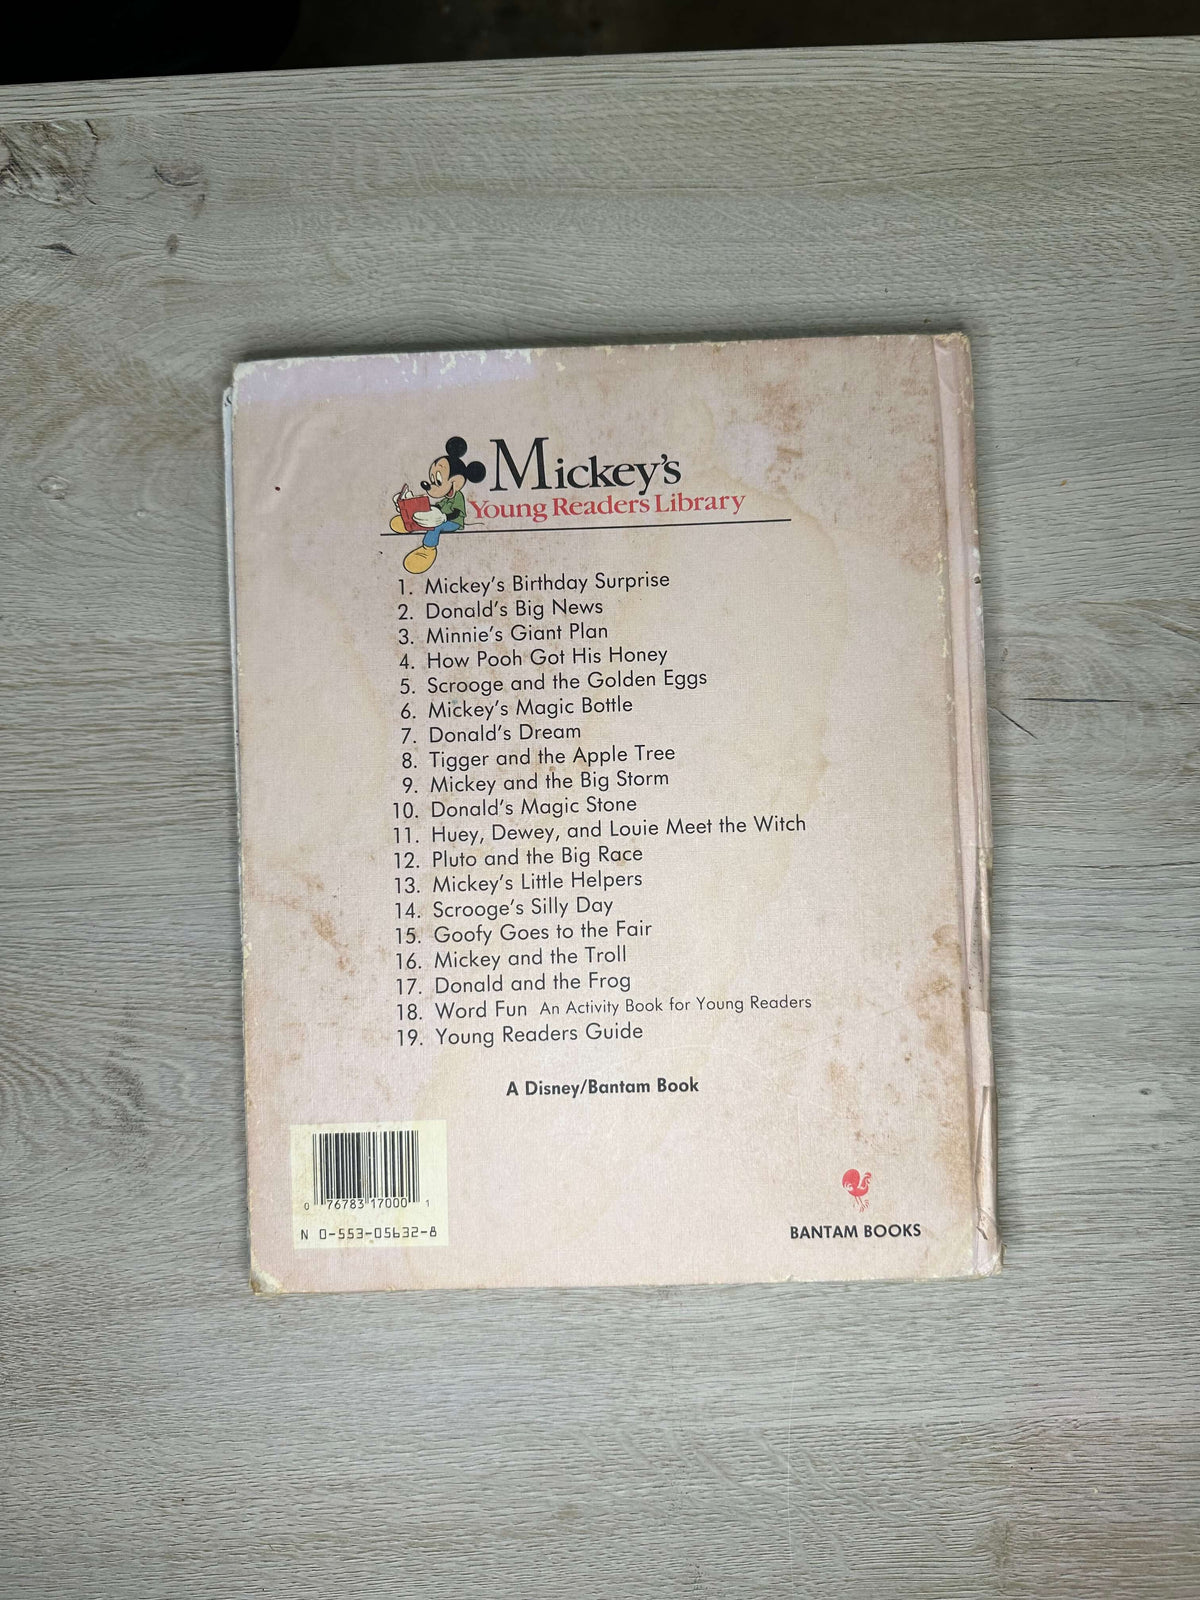 Mickey's
Young Readers Library
1. Mickey's Birthday Surprise
2. Donald's Big News
3. Minnie's Giant Plan
4. How Pooh Got His Honey
5. Scrooge and the Golden Eggs
6. Mickey's Magic Bottle
7. Donald's Dream
8. Tigger and the Apple Tree
9. Mickey and the Big Storm
10. Donald's Magic Stone
11. Huey, Dewey, and Louie Meet the Witch
12. Pluto and the Big Race
13. Mickey's Little Helpers
14. Scrooge's Silly Day
15. Goofy Goes to the Fair
16. Mickey and the Troll
17. Donald and the Frog
18. Word Fun An Activity Book for Young Readers
19. Young Readers Guide
A Disney/Bantam Book
0 76783 17000 1
N 0-553-05632-8
BANTAM BOOKS